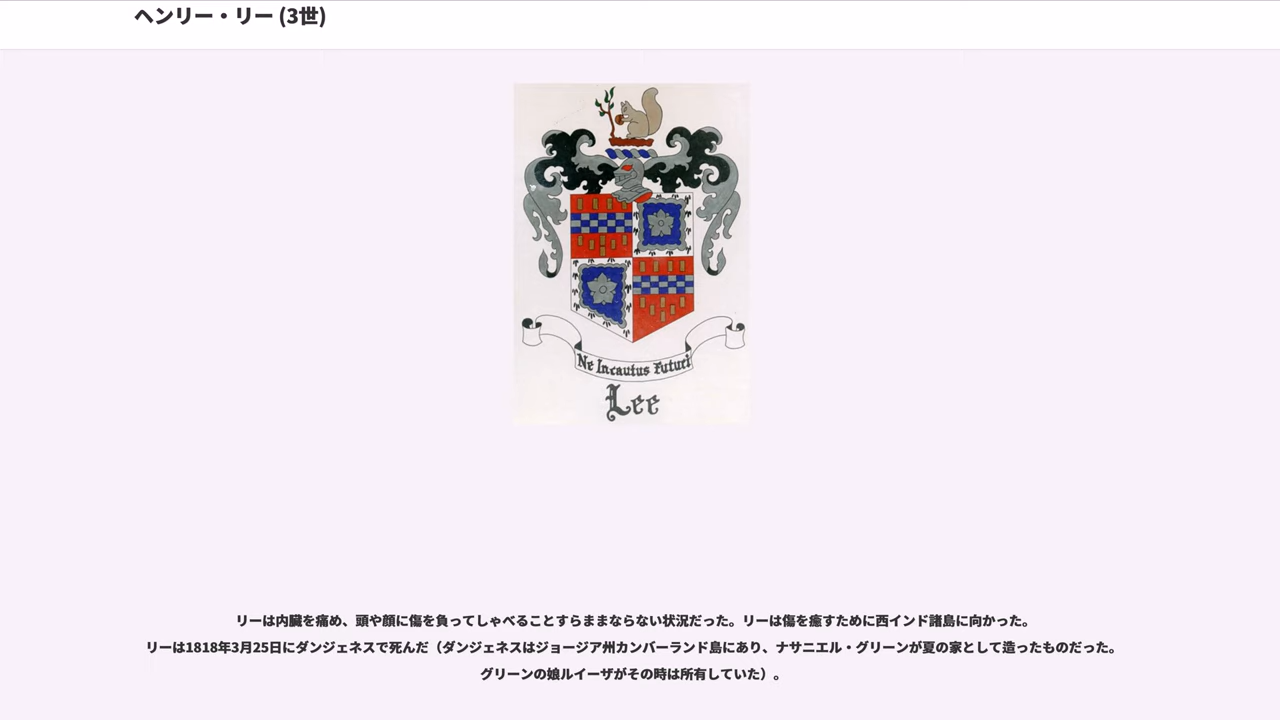 ヘンリー・リー (3世)
Ne Incautus Futuri
Lee
リーは内臓を痛め、頭や顔に傷を負ってしゃべることすらままならない状況だった。リーは傷を癒すために西インド諸島に向かった。
リーは1818年3月25日にダンジェネスで死んだ（ダンジェネスはジョージア州カンバーランド島にあり、ナサニエル・グリーンが夏の家として造ったものだった。
グリーンの娘ルイーザがその時は所有していた）。